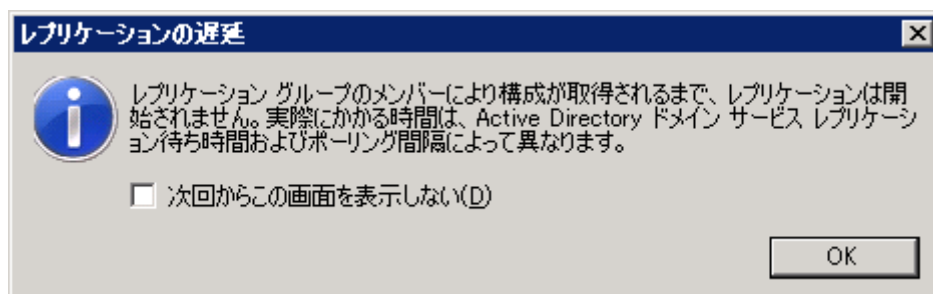 レプリケーションの遅延
レプリケーション グループのメンバーにより構成が取得されるまで、レプリケーションは開
始されません。実際にかかる時間は、Active Directory ドメイン サービス レプリケーシ
ョン待ち時間およびポーリング間隔によって異なります。
次回からこの画面を表示しない(D)
OK